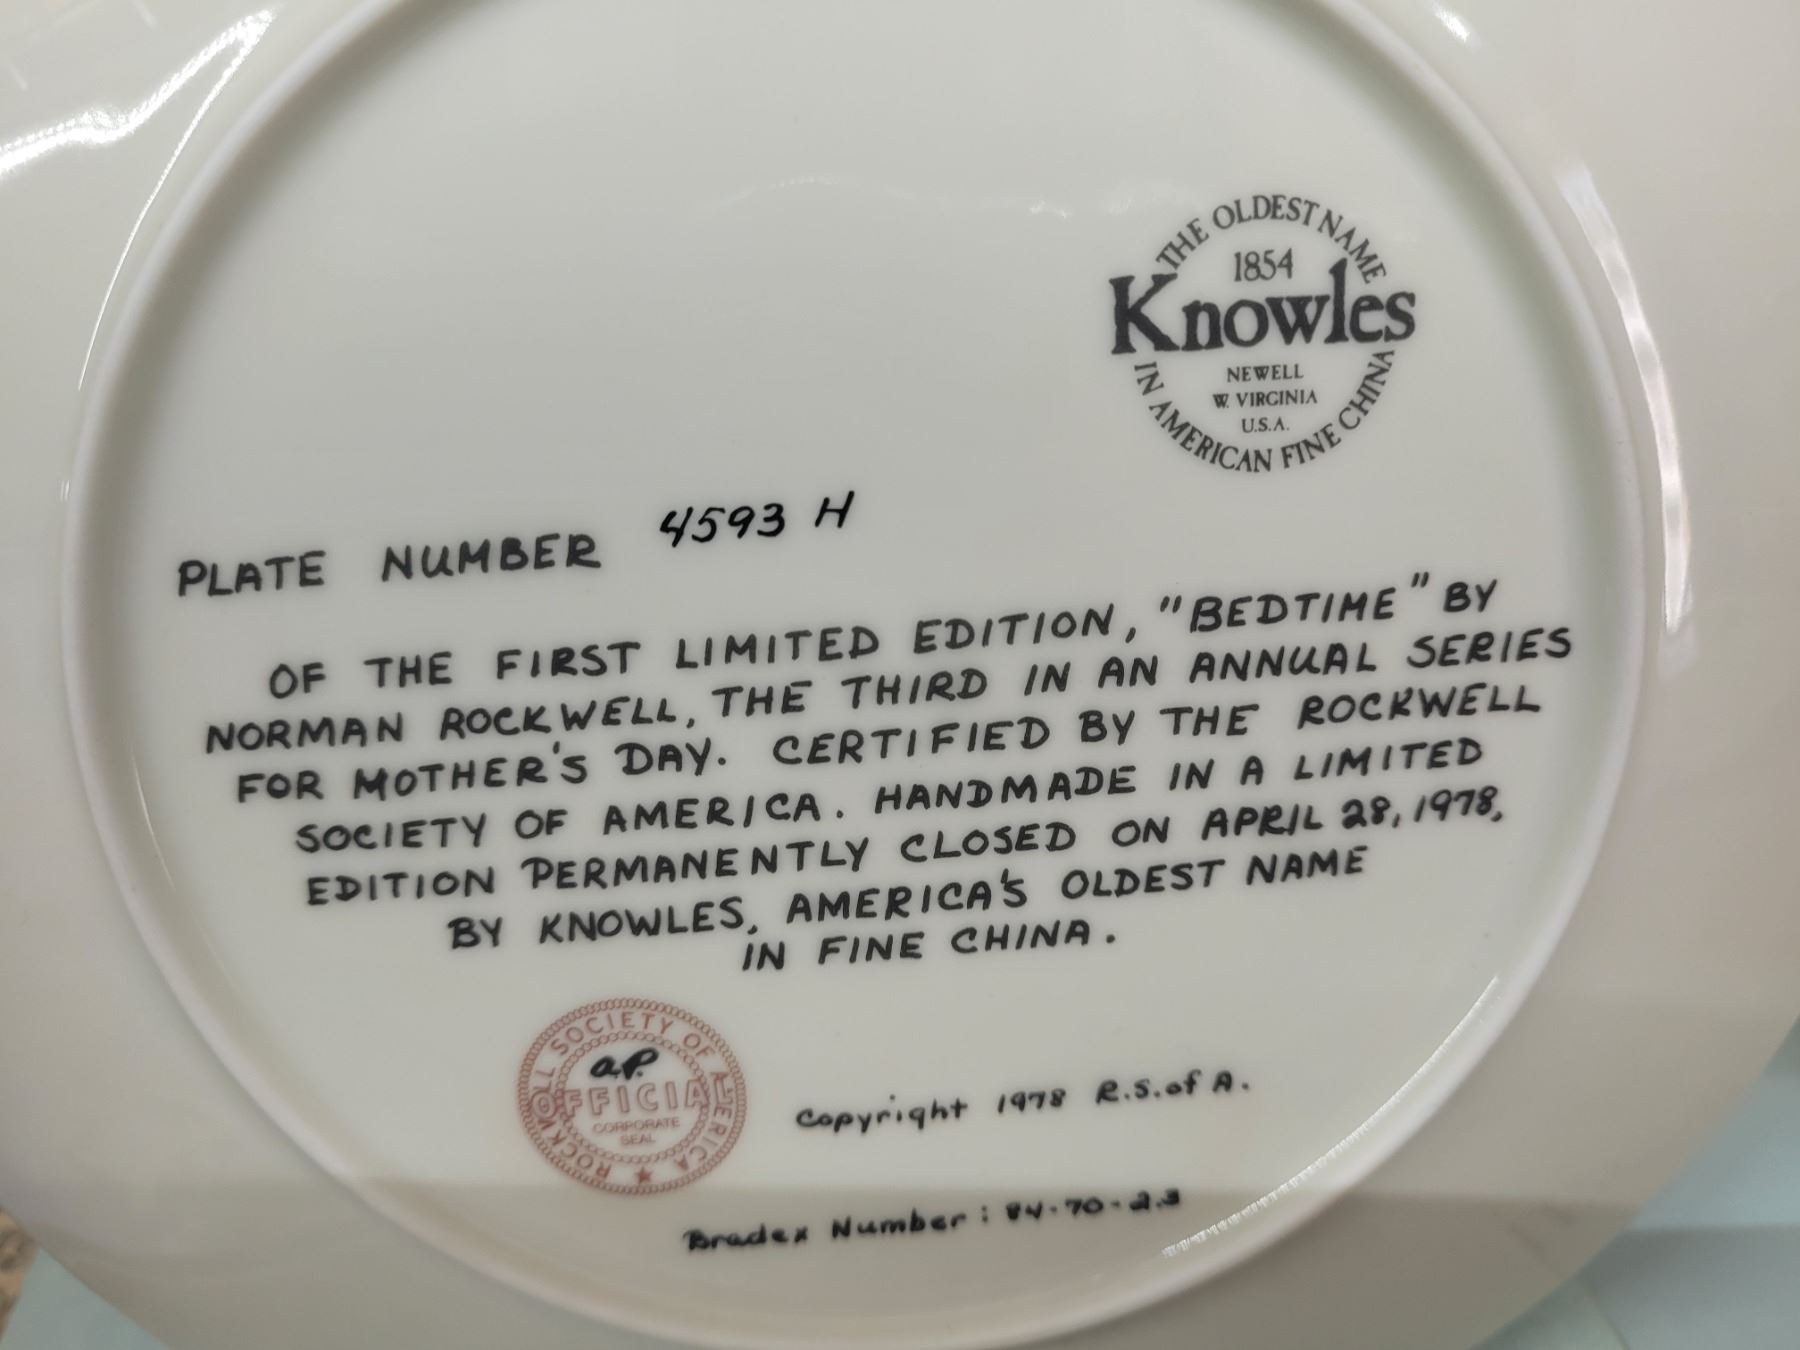 THE OLDEST NAME
1854
Knowles
NEWELL
W. VIRGINIA
U.S.A.
IN AMERICAN FINE CHINA
PLATE NUMBER 4593 H
OF THE FIRST LIMITED EDITION, "BEDTIME" BY
NORMAN ROCKWELL, THE THIRD IN AN ANNUAL SERIES
FOR MOTHER'S DAY. CERTIFIED BY THE ROCKWELL
SOCIETY OF AMERICA. HANDMADE IN A LIMITED
EDITION PERMANENTLY CLOSED ON APRIL 28, 1978,
BY KNOWLES, AMERICA'S OLDEST NAME
IN FINE CHINA.
ROCKWELL SOCIETY OF AMERICA
a.P.
OFFICIAL
CORPORATE
SEAL
Copyright 1978 R.S.of A.
Bradex Number: 84-70-2.3